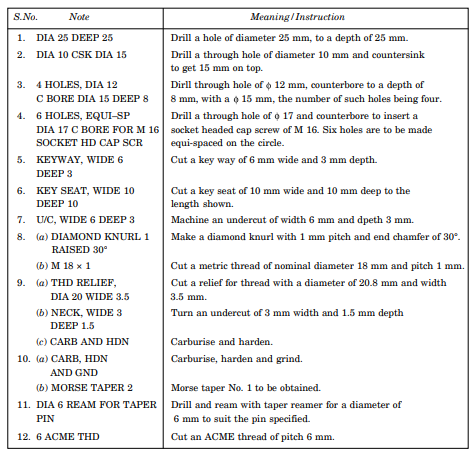 S.No. Note Meaning / Instruction
1. DIA 25 DEEP 25 Drill a hole of diameter 25 mm, to a depth of 25 mm.
2. DIA 10 CSK DIA 15 Drill a through hole of diameter 10 mm and countersink
to get 15 mm on top.
3. 4 HOLES, DIA 12 Dirll through hole of ϕ 12 mm, counterbore to a depth of
C BORE DIA 15 DEEP 8 8 mm, with a ϕ 15 mm, the number of such holes being four.
4. 6 HOLES, EQUI–SP Drill a through hole of ϕ 17 and counterbore to insert a
DIA 17 C BORE FOR M 16 socket headed cap screw of M 16. Six holes are to be made
SOCKET HD CAP SCR equi-spaced on the circle.
5. KEYWAY, WIDE 6 Cut a key way of 6 mm wide and 3 mm depth.
DEEP 3
6. KEY SEAT, WIDE 10 Cut a key seat of 10 mm wide and 10 mm deep to the
DEEP 10 length shown.
7. U/C, WIDE 6 DEEP 3 Machine an undercut of width 6 mm and dpeth 3 mm.
8. (a) DIAMOND KNURL 1 Make a diamond knurl with 1 mm pitch and end chamfer of 30°.
RAISED 30°
(b) M 18 × 1 Cut a metric thread of nominal diameter 18 mm and pitch 1 mm.
9. (a) THD RELIEF, Cut a relief for thread with a diameter of 20.8 mm and width
DIA 20 WIDE 3.5 3.5 mm.
(b) NECK, WIDE 3 Turn an undercut of 3 mm width and 1.5 mm depth
DEEP 1.5
(c) CARB AND HDN Carburise and harden.
10. (a) CARB, HDN Carburise, harden and grind.
AND GND
(b) MORSE TAPER 2 Morse taper No. 1 to be obtained.
11. DIA 6 REAM FOR TAPER Drill and ream with taper reamer for a diameter of
PIN 6 mm to suit the pin specified.
12. 6 ACME THD Cut an ACME thread of pitch 6 mm.